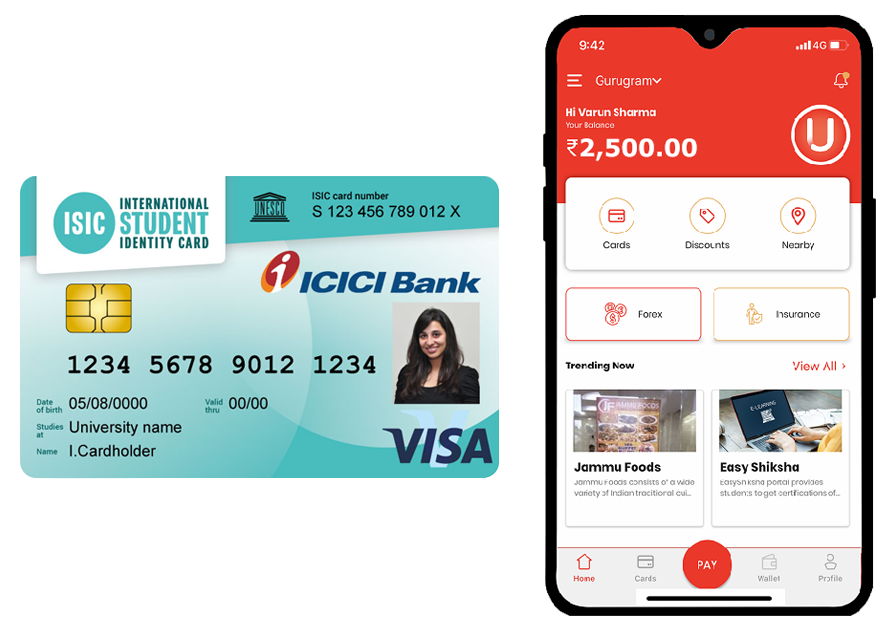 ISIC
INTERNATIONAL
STUDENT
IDENTITY CARD
UNESCO
ISIC card number
S 123 456 789 012 X
i ICICI Bank
1234 5678 9012 1234
Date of birth 05/08/0000
Valid thru 00/00
Studies at University name
Name I.Cardholder
VISA
9:42
4G
Gurugram
Hi Varun Sharma
Your Balance
₹2,500.00
U
Cards Discounts Nearby
Forex Insurance
Trending Now View All >
JF JAMMU FOODS
E-LEARNING
Jammu Foods
Jammu Foods consists of a wide
variety of Indian traditional cui...
Easy Shiksha
EasyShiksha portal provides
students to get certifications of...
Home Cards PAY Wallet Profile